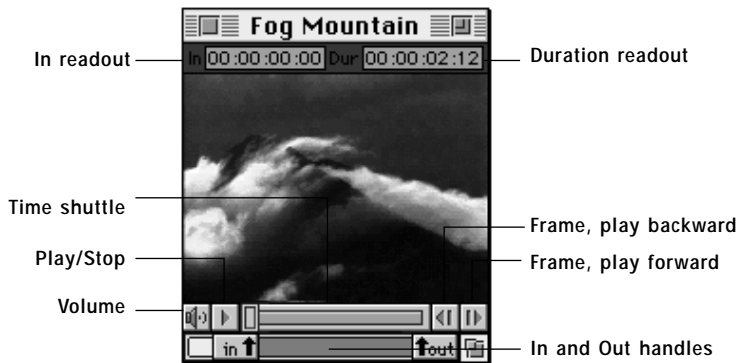 Fog Mountain
In readout
In 00:00:00:00 Dur 00:00:02:12
Duration readout
Time shuttle
Frame, play backward
Play/Stop
Frame, play forward
Volume
in out
In and Out handles